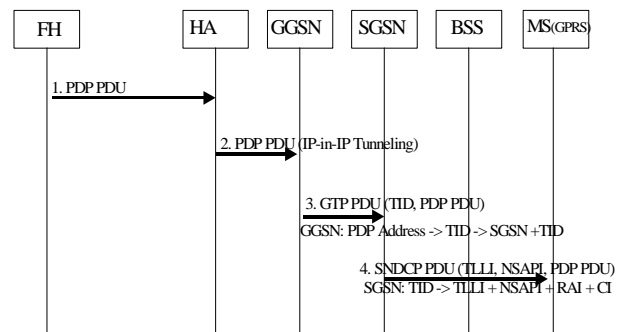 FH HA GGSN SGSN BSS MS(GPRS)
1. PDP PDU
2. PDP PDU (IP-in-IP Tunneling)
3. GTP PDU (TID, PDP PDU)
GGSN: PDP Address -> TID -> SGSN +TID
4. SNDCP PDU (TLLI, NSAPI, PDP PDU)
SGSN: TID -> TLLI + NSAPI + RAI + CI